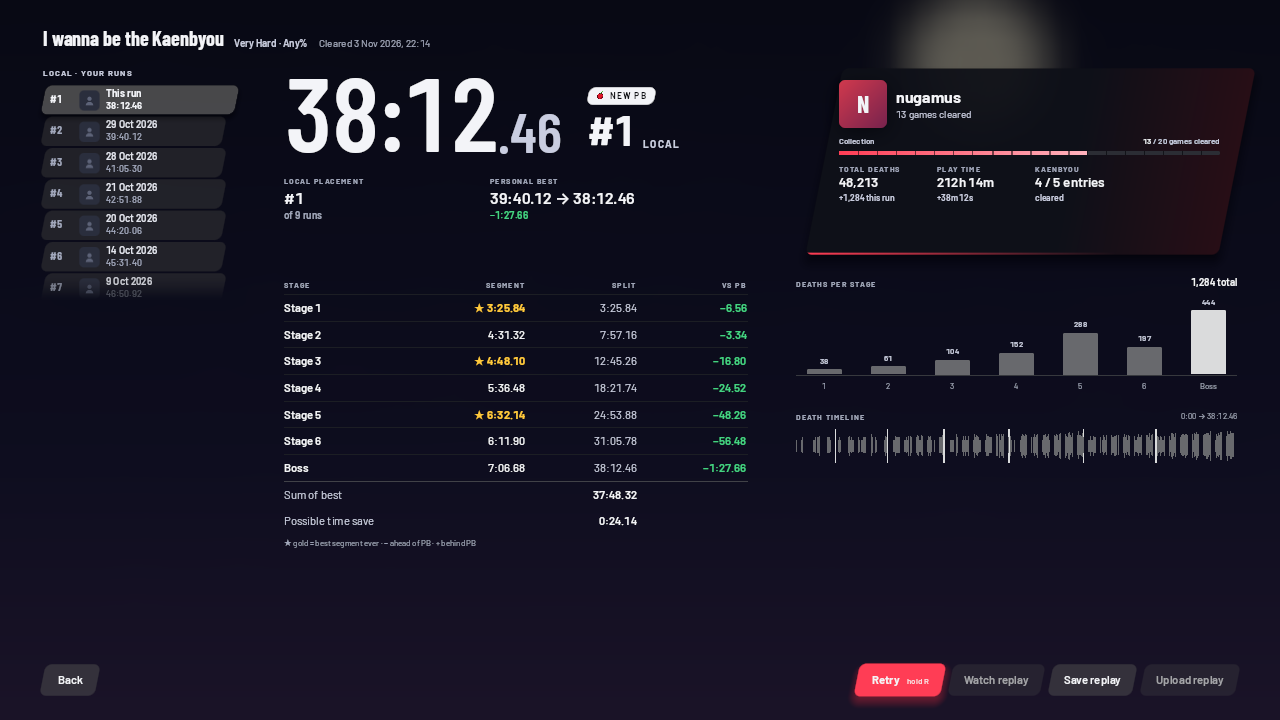 I wanna be the Kaenbyou Very Hard · Any% Cleared 3 Nov 2026, 22:14
LOCAL · YOUR RUNS
#1 This run 38:12.46
#2 29 Oct 2026 39:40.12
#3 28 Oct 2026 41:05.30
#4 21 Oct 2026 42:51.88
#5 20 Oct 2026 44:20.06
#6 14 Oct 2026 45:31.40
#7 9 Oct 2026 46:50.92
38:12.46
NEW PB
#1 LOCAL
LOCAL PLACEMENT
#1
of 9 runs
PERSONAL BEST
39:40.12 → 38:12.46
−1:27.66
N
nugamus
13 games cleared
Collection 13 / 20 games cleared
TOTAL DEATHS PLAY TIME KAENBYOU
48,213 212h 14m 4 / 5 entries
+1,284 this run +38m 12s cleared
STAGE SEGMENT SPLIT VS PB
Stage 1 ★ 3:25.84 3:25.84 −6.56
Stage 2 4:31.32 7:57.16 −3.34
Stage 3 ★ 4:48.10 12:45.26 −16.80
Stage 4 5:36.48 18:21.74 −24.52
Stage 5 ★ 6:32.14 24:53.88 −48.26
Stage 6 6:11.90 31:05.78 −56.48
Boss 7:06.68 38:12.46 −1:27.66
Sum of best 37:48.32
Possible time save 0:24.14
★ gold = best segment ever · − ahead of PB · + behind PB
DEATHS PER STAGE 1,284 total
38 61 104 152 288 197 444
1 2 3 4 5 6 Boss
DEATH TIMELINE 0:00 → 38:12.46
Back
Retry hold R
Watch replay
Save replay
Upload replay